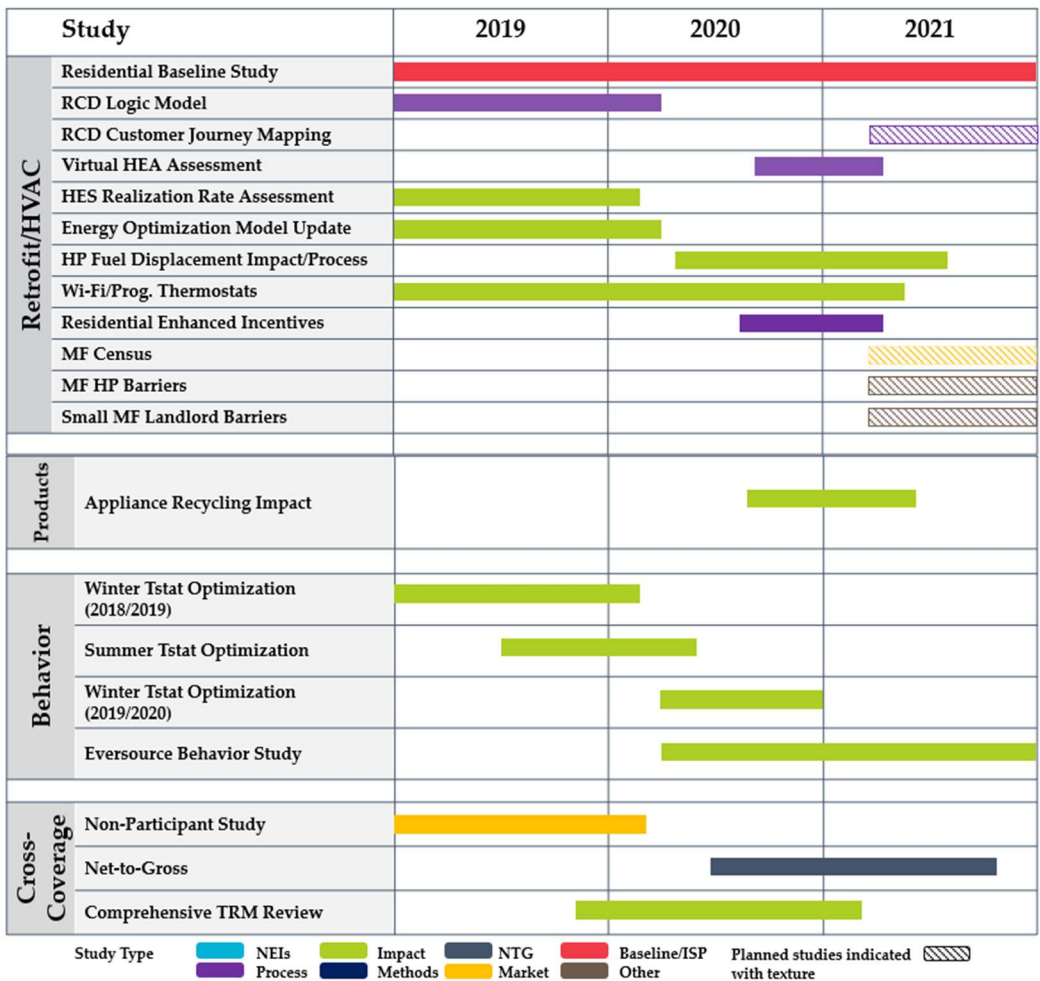 Study 2019 2020 2021
Retrofit/HVAC
Residential Baseline Study
RCD Logic Model
RCD Customer Journey Mapping
Virtual HEA Assessment
HES Realization Rate Assessment
Energy Optimization Model Update
HP Fuel Displacement Impact/Process
Wi-Fi/Prog. Thermostats
Residential Enhanced Incentives
MF Census
MF HP Barriers
Small MF Landlord Barriers
Products
Appliance Recycling Impact
Behavior
Winter Tstat Optimization
(2018/2019)
Summer Tstat Optimization
Winter Tstat Optimization
(2019/2020)
Eversource Behavior Study
Cross-
Coverage
Non-Participant Study
Net-to-Gross
Comprehensive TRM Review
Study Type NEIs Impact NTG Baseline/ISP Planned studies indicated
Process Methods Market Other with texture